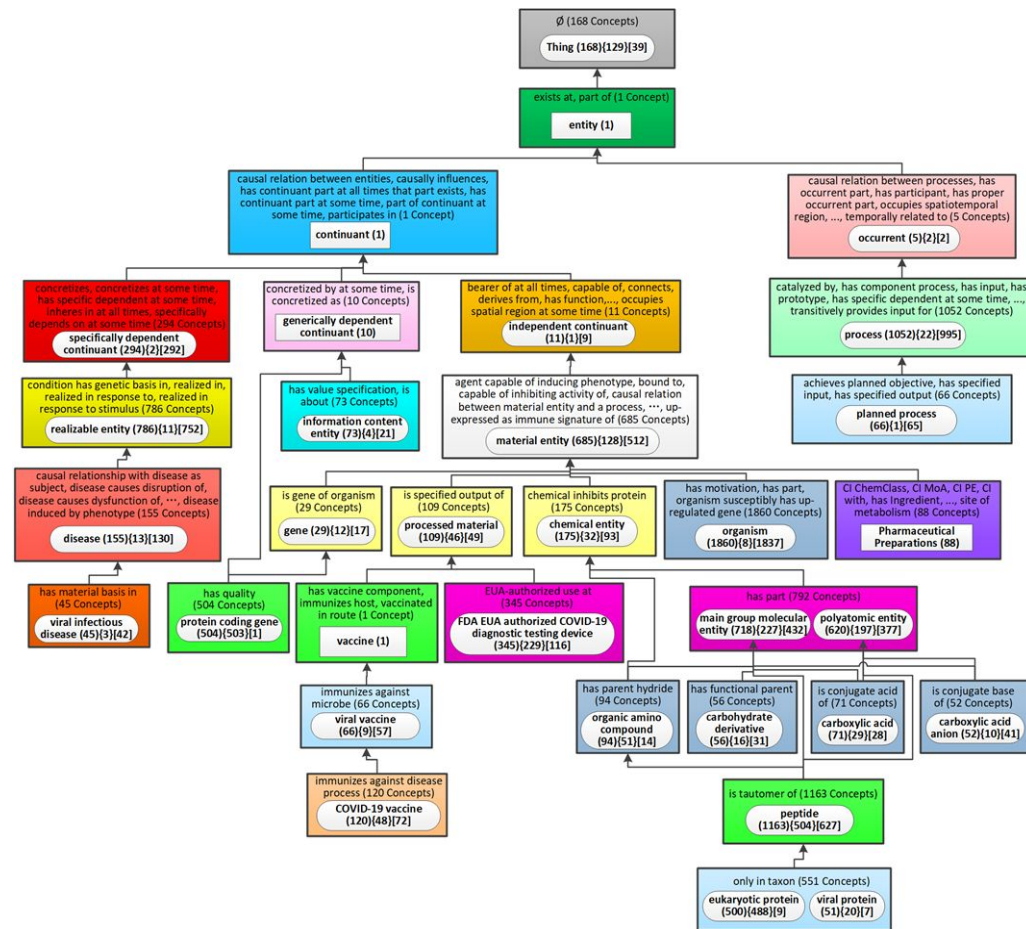 Ø (168 Concepts)
Thing (168){129}[39]
exists at, part of (1 Concept)
entity (1)
causal relation between entities, causally influences,
has continuant part at all times that part exists, has
continuant part at some time, part of continuant at
some time, participates in (1 Concept)
continuant (1)
causal relation between processes, has
occurrent part, has participant, has proper
occurrent part, occupies spatiotemporal
region, ..., temporally related to (5 Concepts)
occurrent (5){2}[2]
concretizes, concretizes at some time,
has specific dependent at some time,
inheres in at all times, specifically
depends on at some time (294 Concepts)
specifically dependent
continuant (294){2}[292]
concretized by at some time, is
concretized as (10 Concepts)
generically dependent
continuant (10)
bearer of at all times, capable of, connects,
derives from, has function,..., occupies
spatial region at some time (11 Concepts)
independent continuant
(11){1}[9]
catalyzed by, has component process, has input, has
prototype, has specific dependent at some time, ...,
transitively provides input for (1052 Concepts)
process (1052){22}[995]
condition has genetic basis in, realized in,
realized in response to, realized in
response to stimulus (786 Concepts)
realizable entity (786){11}[752]
has value specification, is
about (73 Concepts)
information content
entity (73){4}[21]
agent capable of inducing phenotype, bound to,
capable of inhibiting activity of, causal relation
between material entity and a process, ···, up-
expressed as immune signature of (685 Concepts)
material entity (685){128}[512]
achieves planned objective, has specified
input, has specified output (66 Concepts)
planned process
(66){1}[65]
causal relationship with disease as
subject, disease causes disruption of,
disease causes dysfunction of, ···, disease
induced by phenotype (155 Concepts)
disease (155){13}[130]
is gene of organism
(29 Concepts)
gene (29){12}[17]
is specified output of
(109 Concepts)
processed material
(109){46}[49]
chemical inhibits protein
(175 Concepts)
chemical entity
(175){32}[93]
has motivation, has part,
organism susceptibly has up-
regulated gene (1860 Concepts)
organism
(1860){8}[1837]
CI ChemClass, CI MoA, CI PE, CI
with, has Ingredient, ..., site of
metabolism (88 Concepts)
Pharmaceutical
Preparations (88)
has material basis in
(45 Concepts)
viral infectious
disease (45){3}[42]
has quality
(504 Concepts)
protein coding gene
(504){503}[1]
has vaccine component,
immunizes host, vaccinated
in route (1 Concept)
vaccine (1)
EUA-authorized use at
(345 Concepts)
FDA EUA authorized COVID-19
diagnostic testing device
(345){229}[116]
has part (792 Concepts)
main group molecular
entity (718){227}[432]
polyatomic entity
(620){197}[377]
immunizes against
microbe (66 Concepts)
viral vaccine
(66){9}[57]
has parent hydride
(94 Concepts)
organic amino
compound
(94){51}[14]
has functional parent
(56 Concepts)
carbohydrate
derivative
(56){16}[31]
is conjugate acid
of (71 Concepts)
carboxylic acid
(71){29}[28]
is conjugate base
of (52 Concepts)
carboxylic acid
anion (52){10}[41]
immunizes against disease
process (120 Concepts)
COVID-19 vaccine
(120){48}[72]
is tautomer of (1163 Concepts)
peptide
(1163){504}[627]
only in taxon (551 Concepts)
eukaryotic protein
(500){488}[9]
viral protein
(51){20}[7]